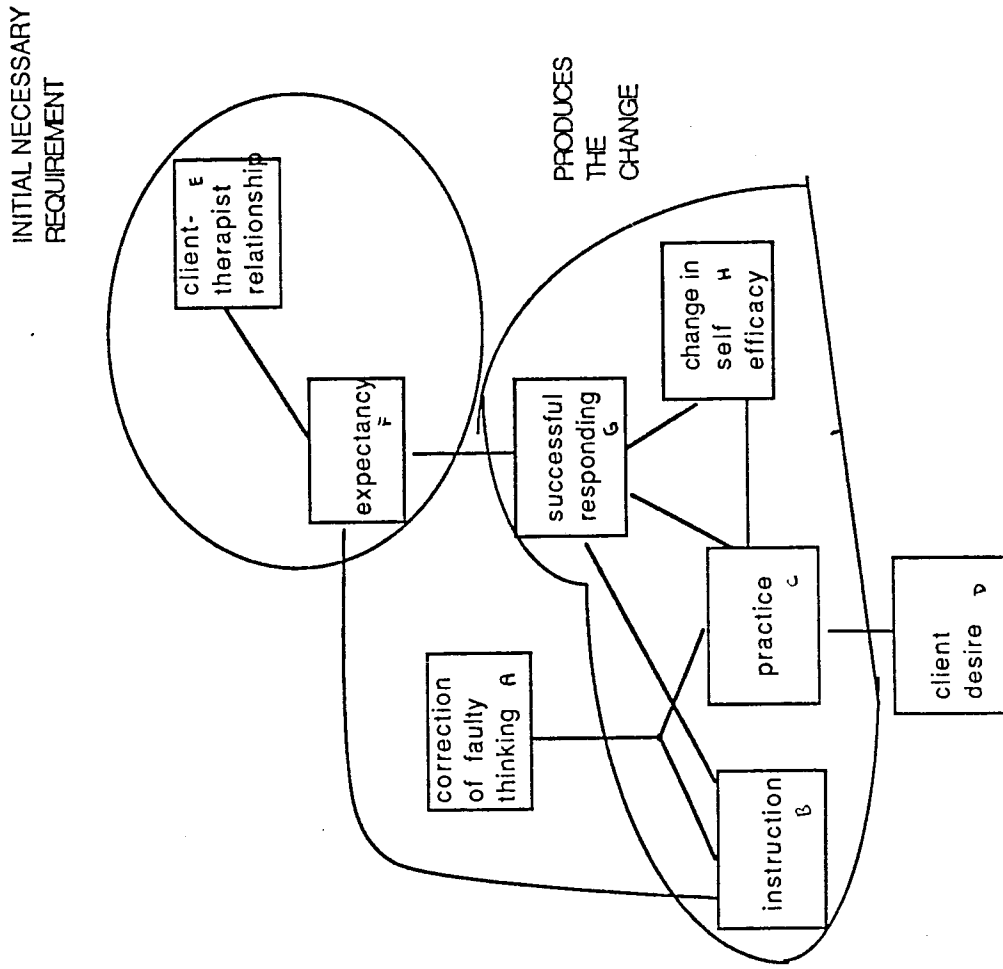 INITIAL NECESSARY
REQUIREMENT
client- E
therapist
relationship
expectancy
F
PRODUCES
THE
CHANGE
successful
responding
G
change in
self H
efficacy
correction
of faulty
thinking A
practice
C
instruction
B
client
desire D